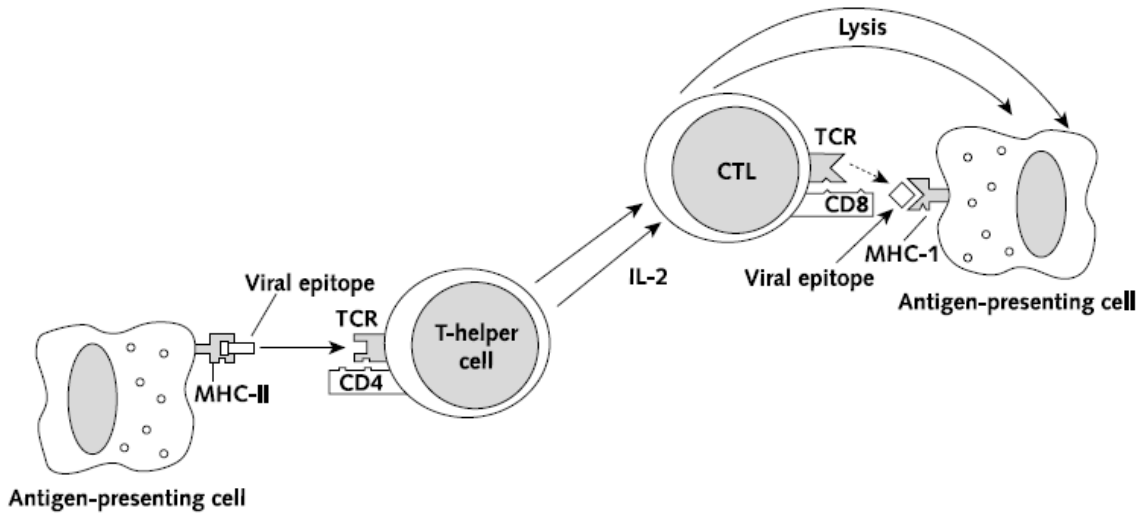 Lysis
TCR
CTL
CD8
MHC-1
Viral epitope
Antigen-presenting cell
IL-2
Viral epitope
TCR
T-helper
cell
CD4
MHC-II
Antigen-presenting cell